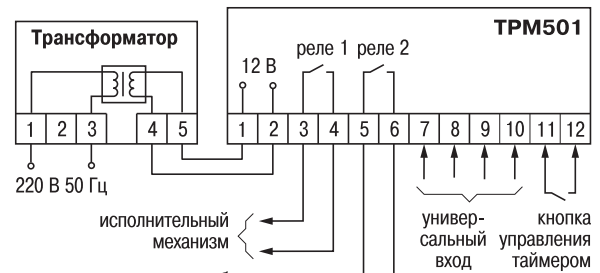 Трансформатор
ТРМ501
реле 1 реле 2
12 В
1 2 3 4 5
1 2 3 4 5 6 7 8 9 10 11 12
220 В 50 Гц
исполнительный
механизм
универ-
сальный
вход
кнопка
управления
таймером